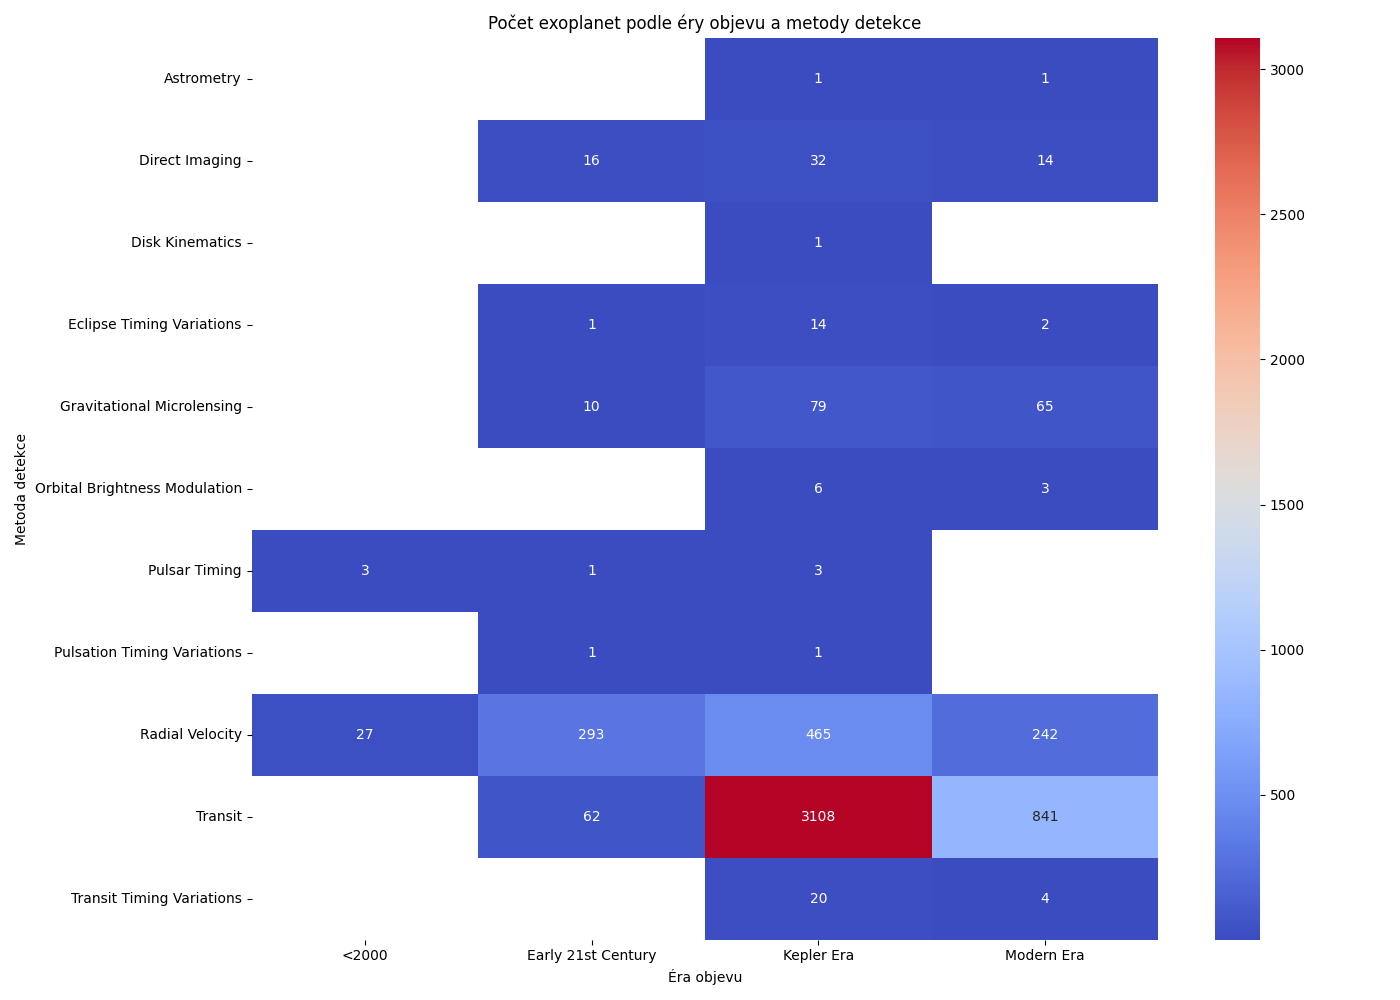 Počet exoplanet podle éry objevu a metody detekce
Metoda detekce
Astrometry 1 1
Direct Imaging 16 32 14
Disk Kinematics 1
Eclipse Timing Variations 1 14 2
Gravitational Microlensing 10 79 65
Orbital Brightness Modulation 6 3
Pulsar Timing 3 1 3
Pulsation Timing Variations 1 1
Radial Velocity 27 293 465 242
Transit 62 3108 841
Transit Timing Variations 20 4
<2000 Early 21st Century Kepler Era Modern Era
Éra objevu
3000
2500
2000
1500
1000
500